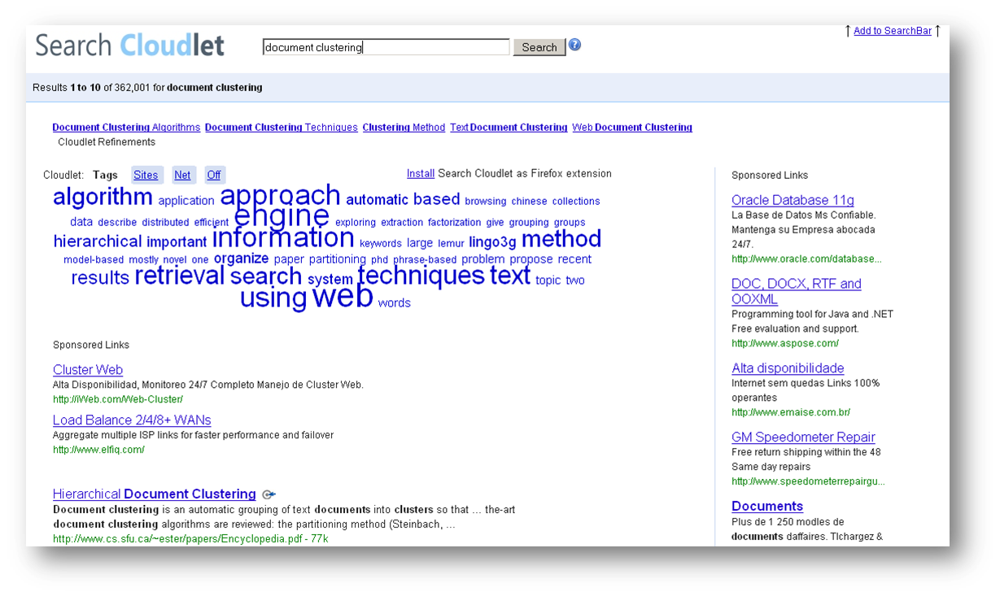 Search Cloudlet
document clustering
Search
?
↑ Add to SearchBar ↑
Results 1 to 10 of 362,001 for document clustering
Document Clustering Algorithms Document Clustering Techniques Clustering Method Text Document Clustering Web Document Clustering
Cloudlet Refinements
Cloudlet: Tags Sites Net Off
Install Search Cloudlet as Firefox extension
algorithm application approach automatic based browsing chinese collections
data describe distributed efficient engine exploring extraction factorization give grouping groups
hierarchical important information keywords large lemur lingo3g method
model-based mostly novel one organize paper partitioning phd phrase-based problem propose recent
results retrieval search system techniques text topic two
using web words
Sponsored Links
Cluster Web
Alta Disponibilidad, Monitoreo 24/7 Completo Manejo de Cluster Web.
http://iWeb.com/Web-Cluster/
Load Balance 2/4/8+ WANs
Aggregate multiple ISP links for faster performance and failover
http://www.elfiq.com/
Hierarchical Document Clustering
Document clustering is an automatic grouping of text documents into clusters so that ... the-art
document clustering algorithms are reviewed: the partitioning method (Steinbach, ...
http://www.cs.sfu.ca/~ester/papers/Encyclopedia.pdf - 77k
Sponsored Links
Oracle Database 11g
La Base de Datos Ms Confiable.
Mantenga su Empresa abocada
24/7.
http://www.oracle.com/database...
DOC, DOCX, RTF and
OOXML
Programming tool for Java and .NET
Free evaluation and support.
http://www.aspose.com/
Alta disponibilidade
Internet sem quedas Links 100%
operantes
http://www.emaise.com.br/
GM Speedometer Repair
Free return shipping within the 48
Same day repairs
http://www.speedometerrepairgu...
Documents
Plus de 1 250 modles de
documents daffaires. Tlchargez &